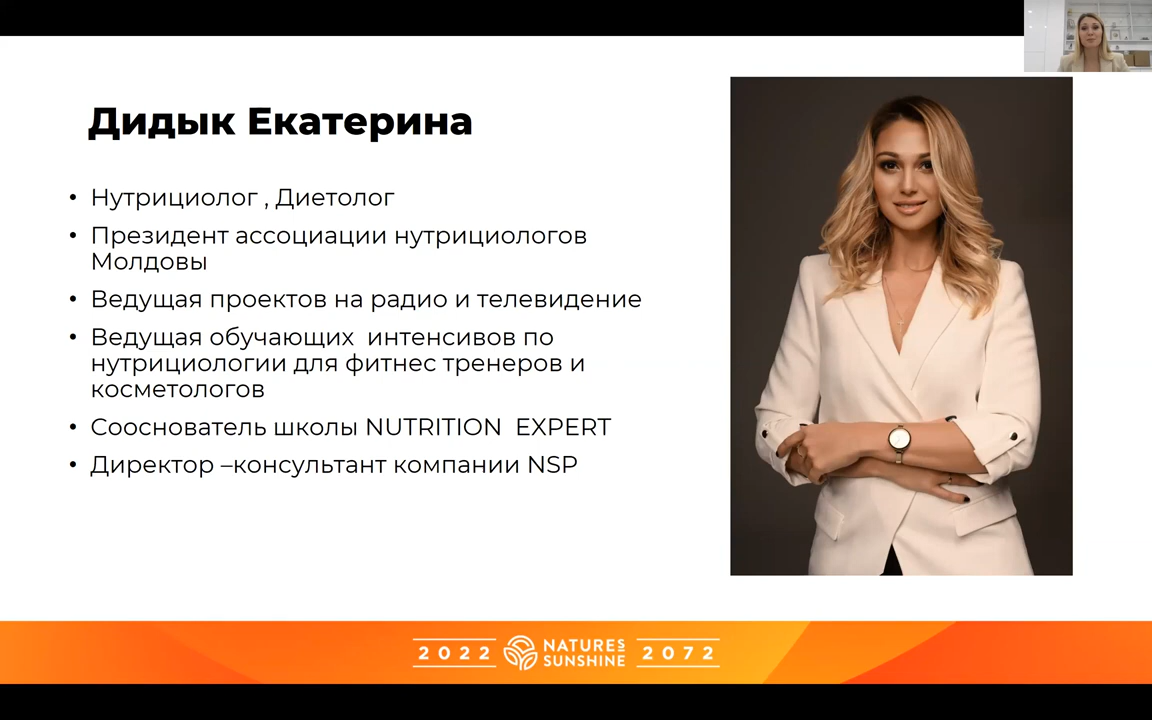 Дидык Екатерина
• Нутрициолог , Диетолог
• Президент ассоциации нутрициологов
Молдовы
• Ведущая проектов на радио и телевидение
• Ведущая обучающих  интенсивов по
нутрициологии для фитнес тренеров и
косметологов
• Сооснователь школы NUTRITION  EXPERT
• Директор –консультант компании NSP
2022 NATURES SUNSHINE 2072